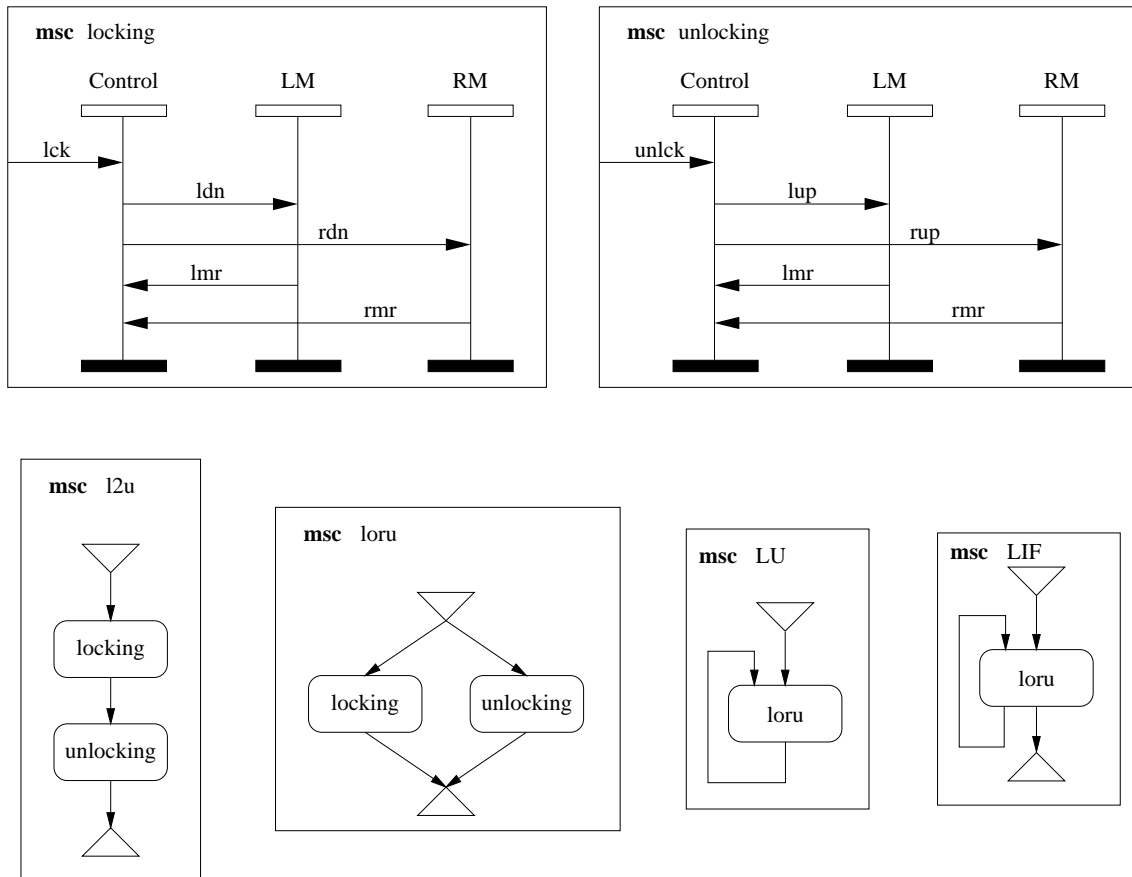 msc locking
Control LM RM
lck
ldn
rdn
lmr
rmr
msc unlocking
Control LM RM
unlck
lup
rup
lmr
rmr
msc l2u
locking
unlocking
msc loru
locking unlocking
msc LU
loru
msc LIF
loru